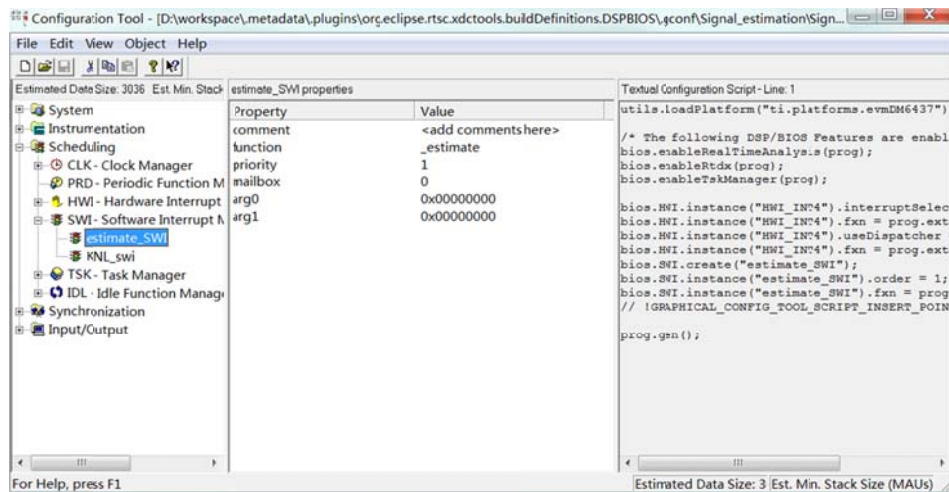 Configuration Tool - [D:\workspace\.metadata\.plugins\org.eclipse.rtsc.xdctools.buildDefinitions.DSPBIOS\.gconf\Signal_estimation\Sign...
File Edit View Object Help
Estimated Data Size: 3036 Est. Min. Stack
estimate_SWI properties
Textual Configuration Script - Line: 1
System
Instrumentation
Scheduling
CLK - Clock Manager
PRD - Periodic Function M
HWI - Hardware Interrupt
SWI - Software Interrupt M
estimate_SWI
KNL_swi
TSK - Task Manager
IDL - Idle Function Manage
Synchronization
Input/Output
Property Value
comment <add comments here>
function _estimate
priority 1
mailbox 0
arg0 0x00000000
arg1 0x00000000
utils.loadPlatform("ti.platforms.evmDM6437")
/* The following DSP/BIOS Features are enabl
bios.enableRealTimeAnalysis(prog);
bios.enableRtdx(prog);
bios.enableTskManager(prog);
bios.HWI.instance("HWI_INT4").interruptSelec
bios.HWI.instance("HWI_INT4").fxn = prog.ext
bios.HWI.instance("HWI_INT4").useDispatcher
bios.HWI.instance("HWI_INT4").fxn = prog.ext
bios.SWI.create("estimate_SWI");
bios.SWI.instance("estimate_SWI").order = 1;
bios.SWI.instance("estimate_SWI").fxn = prog
// !GRAPHICAL_CONFIG_TOOL_SCRIPT_INSERT_POIN
prog.gen();
For Help, press F1
Estimated Data Size: 3 Est. Min. Stack Size (MAUs)